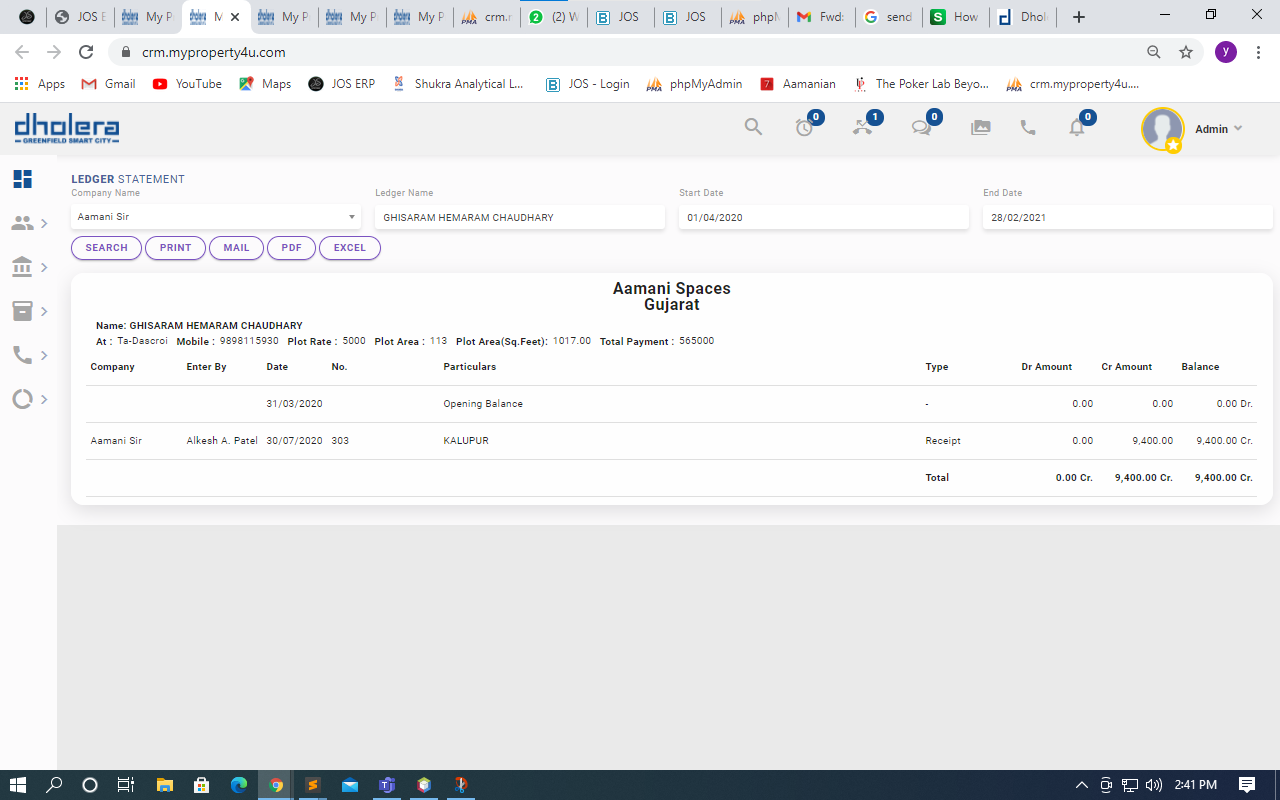 JOS E
My P
M
My P
My P
My P
crm.r
(2) W
JOS
JOS
phpM
Fwd:
send
How
Dhol
crm.myproperty4u.com
y
Apps
Gmail
YouTube
Maps
JOS ERP
Shukra Analytical L...
JOS - Login
phpMyAdmin
Aamanian
The Poker Lab Beyo...
crm.myproperty4u....
dholera
GREENFIELD SMART CITY
0
1
0
0
Admin
LEDGER STATEMENT
Company Name
Ledger Name
Start Date
End Date
Aamani Sir
GHISARAM HEMARAM CHAUDHARY
01/04/2020
28/02/2021
SEARCH
PRINT
MAIL
PDF
EXCEL
Aamani Spaces
Gujarat
Name: GHISARAM HEMARAM CHAUDHARY
At : Ta-Dascroi Mobile : 9898115930 Plot Rate : 5000 Plot Area : 113 Plot Area(Sq.Feet): 1017.00 Total Payment : 565000
Company Enter By Date No. Particulars Type Dr Amount Cr Amount Balance
31/03/2020 Opening Balance - 0.00 0.00 0.00 Dr.
Aamani Sir Alkesh A. Patel 30/07/2020 303 KALUPUR Receipt 0.00 9,400.00 9,400.00 Cr.
Total 0.00 Cr. 9,400.00 Cr. 9,400.00 Cr.
2:41 PM